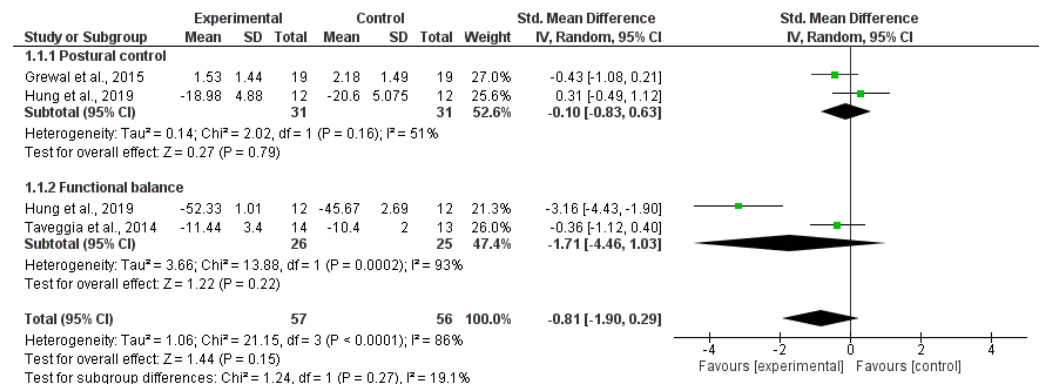 Experimental Control Std. Mean Difference Std. Mean Difference
Study or Subgroup Mean SD Total Mean SD Total Weight IV, Random, 95% CI IV, Random, 95% CI
1.1.1 Postural control
Grewal et al., 2015 1.53 1.44 19 2.18 1.49 19 27.0% -0.43 [-1.08, 0.21]
Hung et al., 2019 -18.98 4.88 12 -20.6 5.075 12 25.6% 0.31 [-0.49, 1.12]
Subtotal (95% CI) 31 31 52.6% -0.10 [-0.83, 0.63]
Heterogeneity: Tau² = 0.14; Chi² = 2.02, df = 1 (P = 0.16); I² = 51%
Test for overall effect: Z = 0.27 (P = 0.79)
1.1.2 Functional balance
Hung et al., 2019 -52.33 1.01 12 -45.67 2.69 12 21.3% -3.16 [-4.43, -1.90]
Taveggia et al., 2014 -11.44 3.4 14 -10.4 2 13 26.0% -0.36 [-1.12, 0.40]
Subtotal (95% CI) 26 25 47.4% -1.71 [-4.46, 1.03]
Heterogeneity: Tau² = 3.66; Chi² = 13.88, df = 1 (P = 0.0002); I² = 93%
Test for overall effect: Z = 1.22 (P = 0.22)
Total (95% CI) 57 56 100.0% -0.81 [-1.90, 0.29]
Heterogeneity: Tau² = 1.06; Chi² = 21.15, df = 3 (P < 0.0001); I² = 86%
Test for overall effect: Z = 1.44 (P = 0.15)
Test for subgroup differences: Chi² = 1.24, df = 1 (P = 0.27), I² = 19.1%
-4 -2 0 2 4
Favours [experimental] Favours [control]